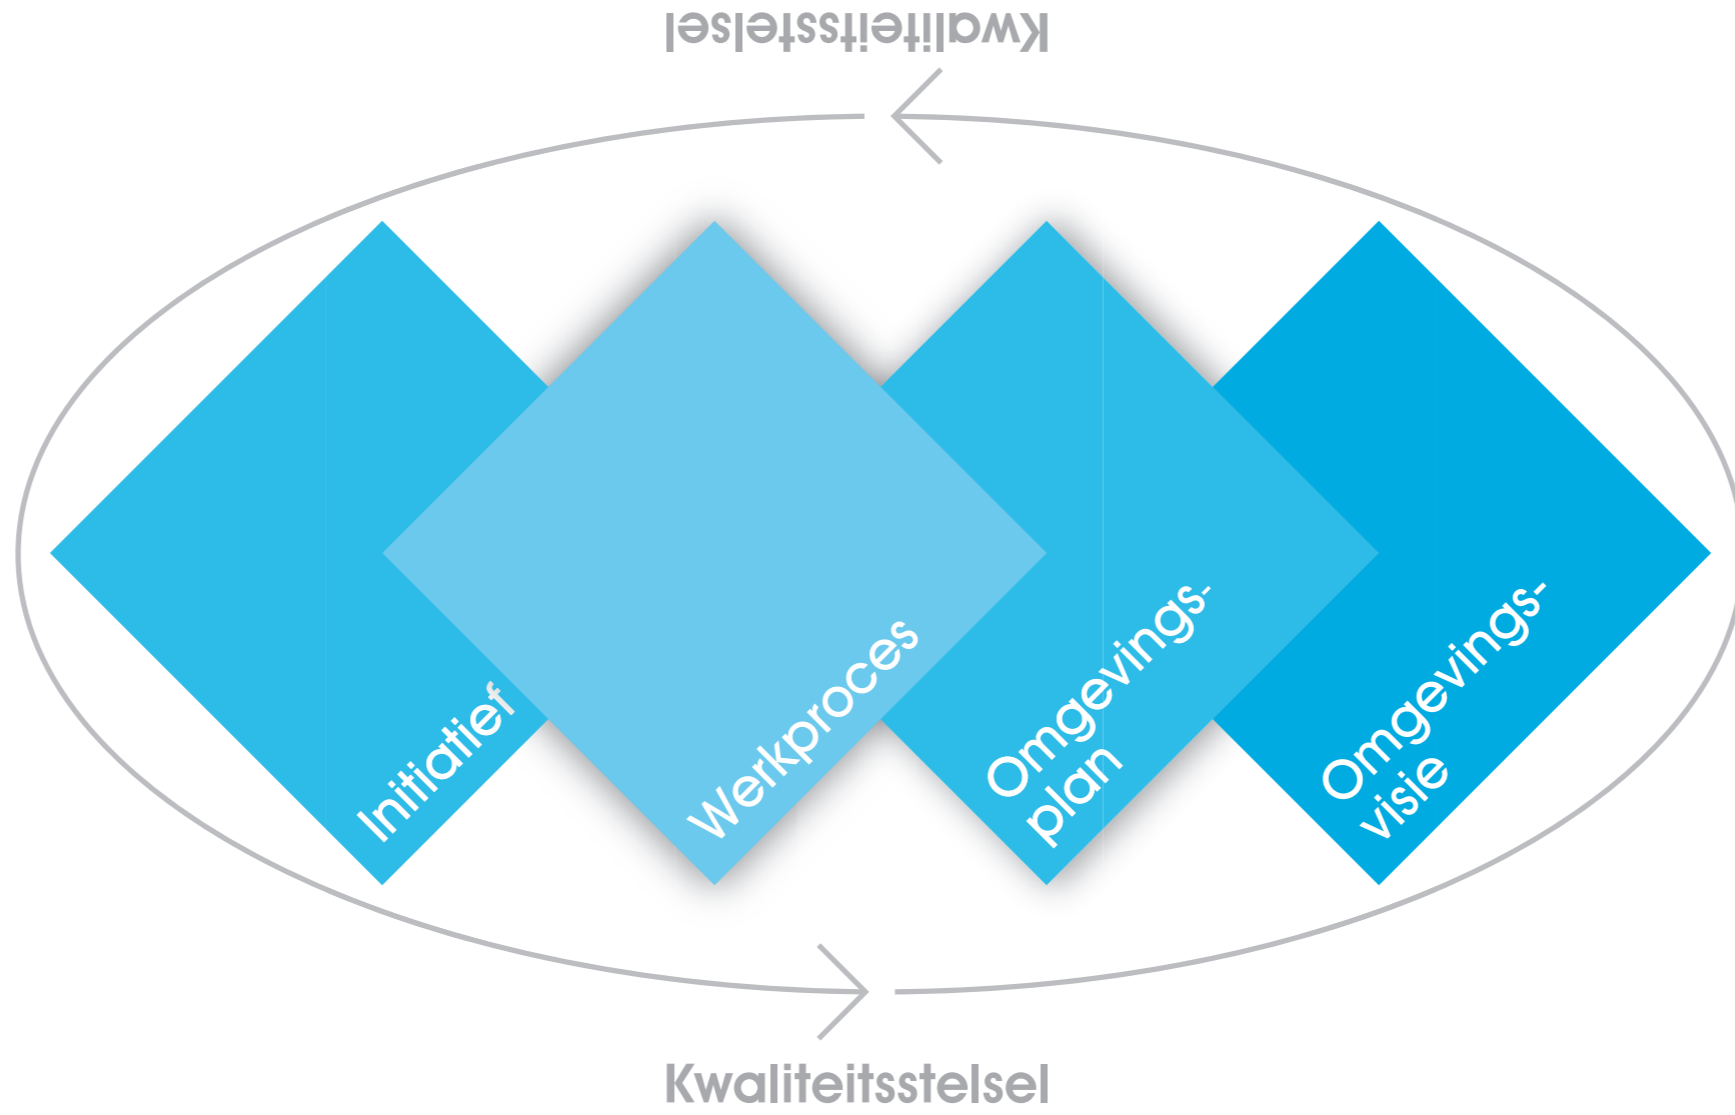 Kwaliteitsstelsel
Initiatief
Werkproces
Omgevings-
plan
Omgevings-
visie
Kwaliteitsstelsel